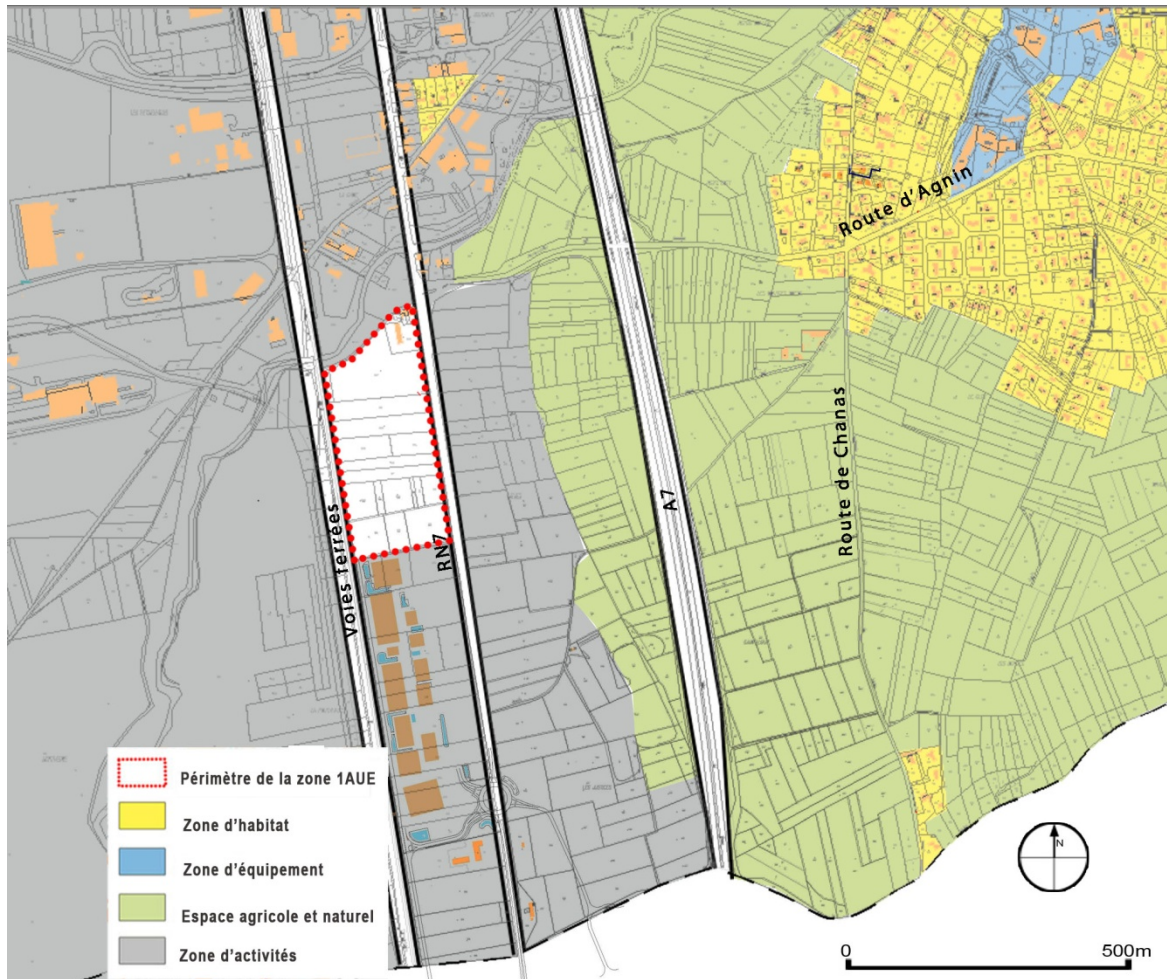 Route d'Agnin
Route de Chanas
A7
RN7
Voies ferrées
Périmètre de la zone 1AUE
Zone d'habitat
Zone d'équipement
Espace agricole et naturel
Zone d'activités
N
0 500m